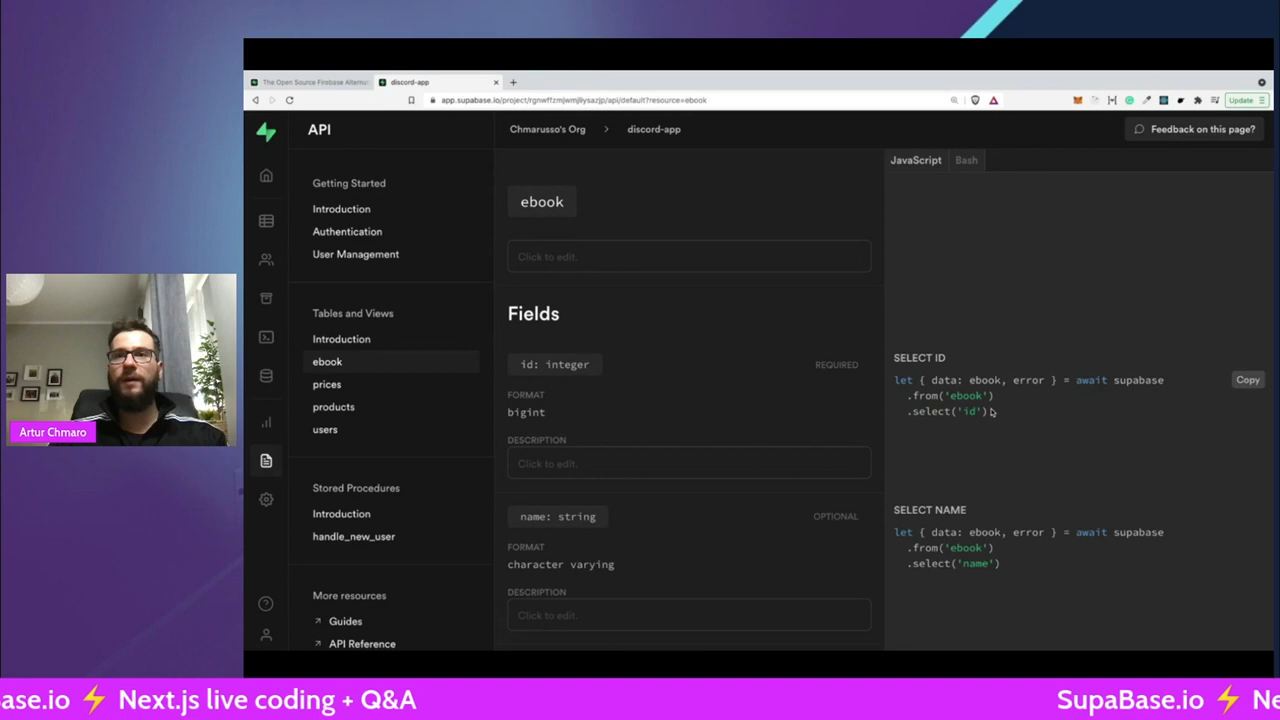 The Open Source Firebase Alternat
discord-app
app.supabase.io/project/rgnwffzmjwmjllysazjp/api/default?resource=ebook
Update
API
Chmarusso's Org > discord-app
Feedback on this page?
JavaScript Bash
Getting Started
Introduction
Authentication
User Management
Tables and Views
Introduction
ebook
prices
products
users
Stored Procedures
Introduction
handle_new_user
More resources
Guides
API Reference
ebook
Click to edit.
Fields
id: integer
REQUIRED
FORMAT
bigint
DESCRIPTION
Click to edit.
name: string
OPTIONAL
FORMAT
character varying
DESCRIPTION
Click to edit.
SELECT ID
let { data: ebook, error } = await supabase
.from('ebook')
.select('id')
Copy
SELECT NAME
let { data: ebook, error } = await supabase
.from('ebook')
.select('name')
Artur Chmaro
ase.io ⚡ Next.js live coding + Q&A
SupaBase.io ⚡ Ne